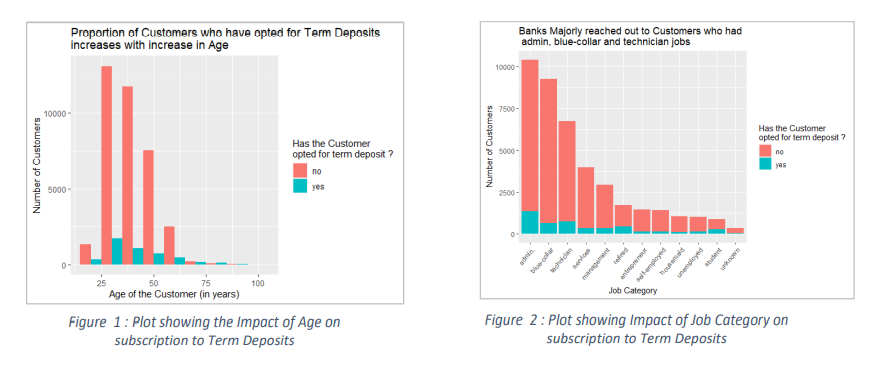 Proportion of Customers who have opted for Term Deposits
increases with increase in Age
Number of Customers
10000
5000
0
25
50
75
100
Age of the Customer (in years)
Has the Customer
opted for term deposit ?
no
yes
Figure 1 : Plot showing the Impact of Age on
subscription to Term Deposits
Banks Majorly reached out to Customers who had
admin, blue-collar and technician jobs
Number of Customers
10000
7500
5000
2500
0
admin.
blue-collar
technician
services
management
retired
entrepreneur
self-employed
housemaid
unemployed
student
unknown
Job Category
Has the Customer
opted for term deposit ?
no
yes
Figure 2 : Plot showing Impact of Job Category on
subscription to Term Deposits